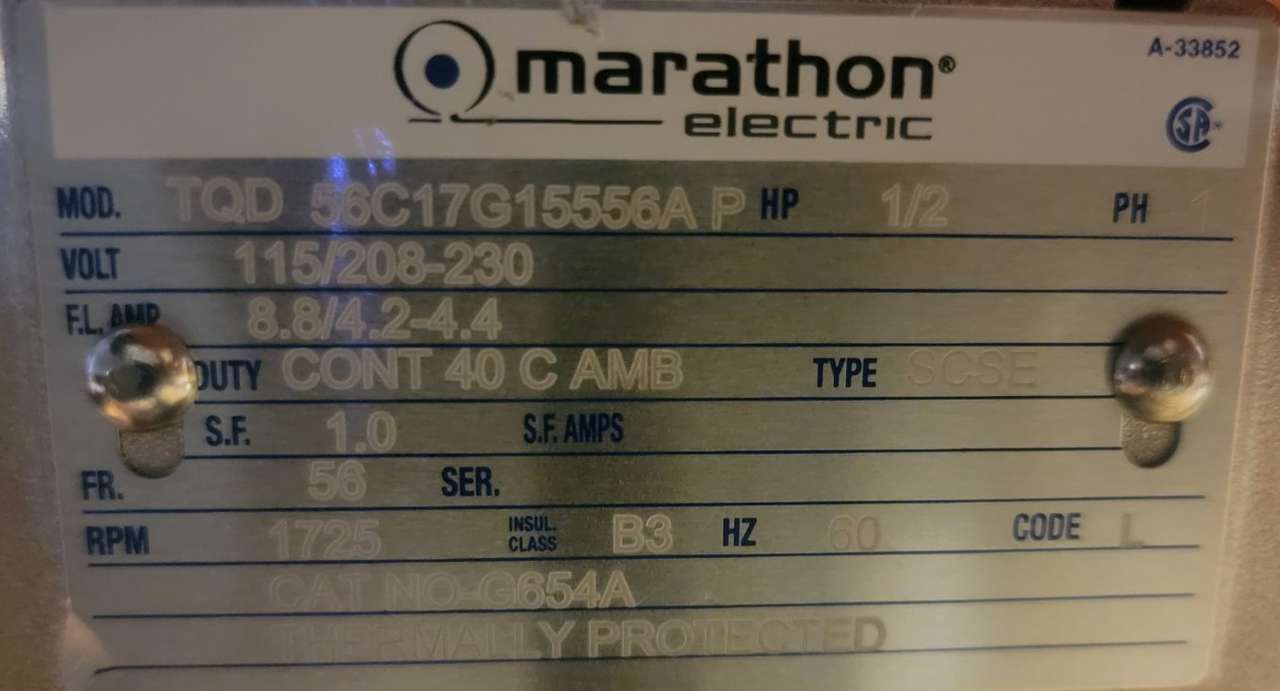 marathon®
electric
A-33852
CSA
MOD. TQD 56C17G15556A P HP 1/2 PH 1
VOLT 115/208-230
F.L. AMP 8.8/4.2-4.4
DUTY CONT 40 C AMB TYPE SCSE
S.F. 1.0 S.F. AMPS
FR. 56 SER.
RPM 1725 INSUL. CLASS B3 HZ 60 CODE L
CAT NO-G654A
THERMALLY PROTECTED